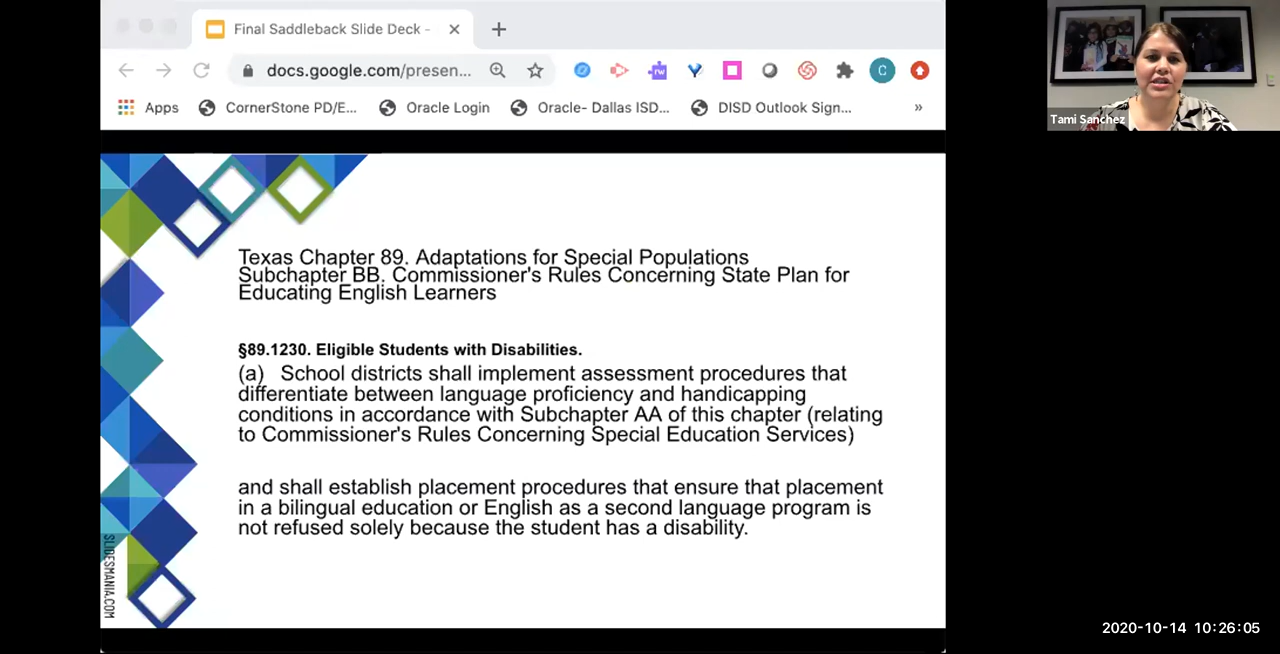 Final Saddleback Slide Deck -
docs.google.com/presen...
rw
C
Apps
CornerStone PD/E...
Oracle Login
Oracle- Dallas ISD...
DISD Outlook Sign...
»
Tami Sanchez
Texas Chapter 89. Adaptations for Special Populations
Subchapter BB. Commissioner's Rules Concerning State Plan for
Educating English Learners
§89.1230. Eligible Students with Disabilities.
(a) School districts shall implement assessment procedures that
differentiate between language proficiency and handicapping
conditions in accordance with Subchapter AA of this chapter (relating
to Commissioner's Rules Concerning Special Education Services)
and shall establish placement procedures that ensure that placement
in a bilingual education or English as a second language program is
not refused solely because the student has a disability.
SLIDESMANIA.COM
2020-10-14 10:26:05